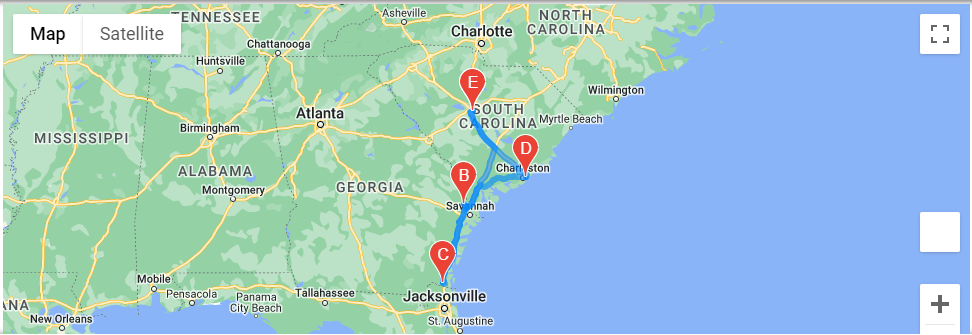 TENNESSEE
Asheville
NORTH
CAROLINA
Map
Satellite
Charlotte
Chattanooga
Huntsville
E
Wilmington
Atlanta
SOUTH
CAROLINA
Myrtle Beach
Birmingham
MISSISSIPPI
D
Charleston
ALABAMA
B
Montgomery
GEORGIA
Savannah
C
Mobile
Tallahassee
Jacksonville
Pensacola
Panama
City Beach
ANA
New Orleans
St. Augustine